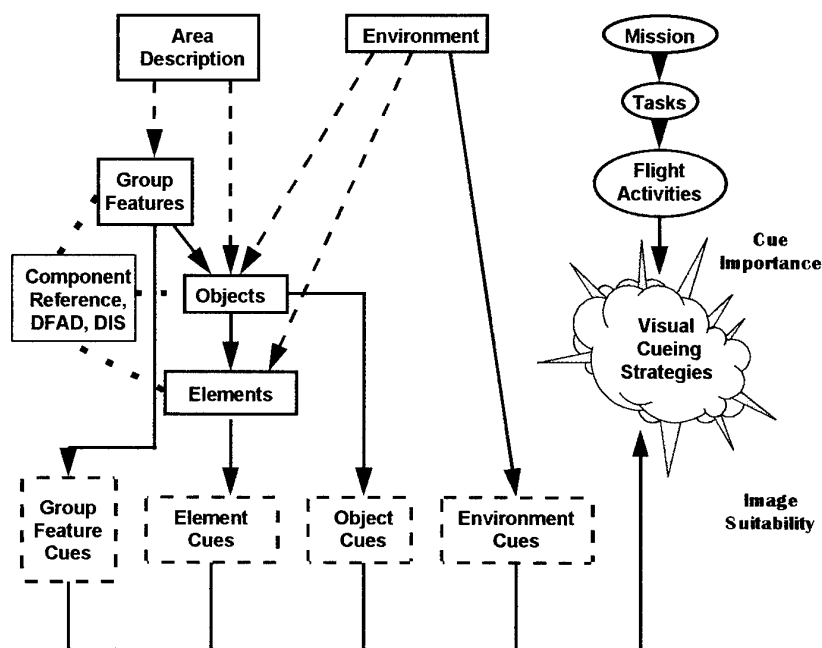 Area
Description
Environment
Mission
Tasks
Group
Features
Flight
Activities
Cue
Importance
Component
Reference,
DFAD, DIS
Objects
Visual
Cueing
Strategies
Elements
Group
Feature
Cues
Element
Cues
Object
Cues
Environment
Cues
Image
Suitability